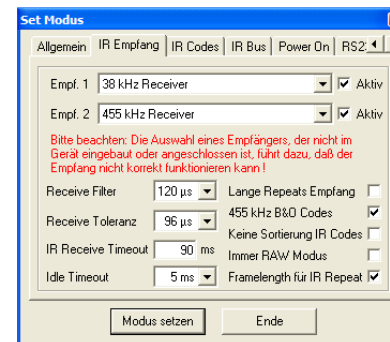 Set Modus
Allgemein IR Empfang IR Codes IR Bus Power On RS2
Empf. 1 38 kHz Receiver Aktiv
Empf. 2 455 kHz Receiver Aktiv
Bitte beachten: Die Auswahl eines Empfängers, der nicht im
Gerät eingebaut oder angeschlossen ist, führt dazu, daß der
Empfang nicht korrekt funktionieren kann !
Receive Filter 120 µs Lange Repeats Empfang
455 kHz B&O Codes
Receive Toleranz 96 µs
Keine Sortierung IR Codes
IR Receive Timeout 90 ms
Immer RAW Modus
Idle Timeout 5 ms Framelength für IR Repeat
Modus setzen Ende